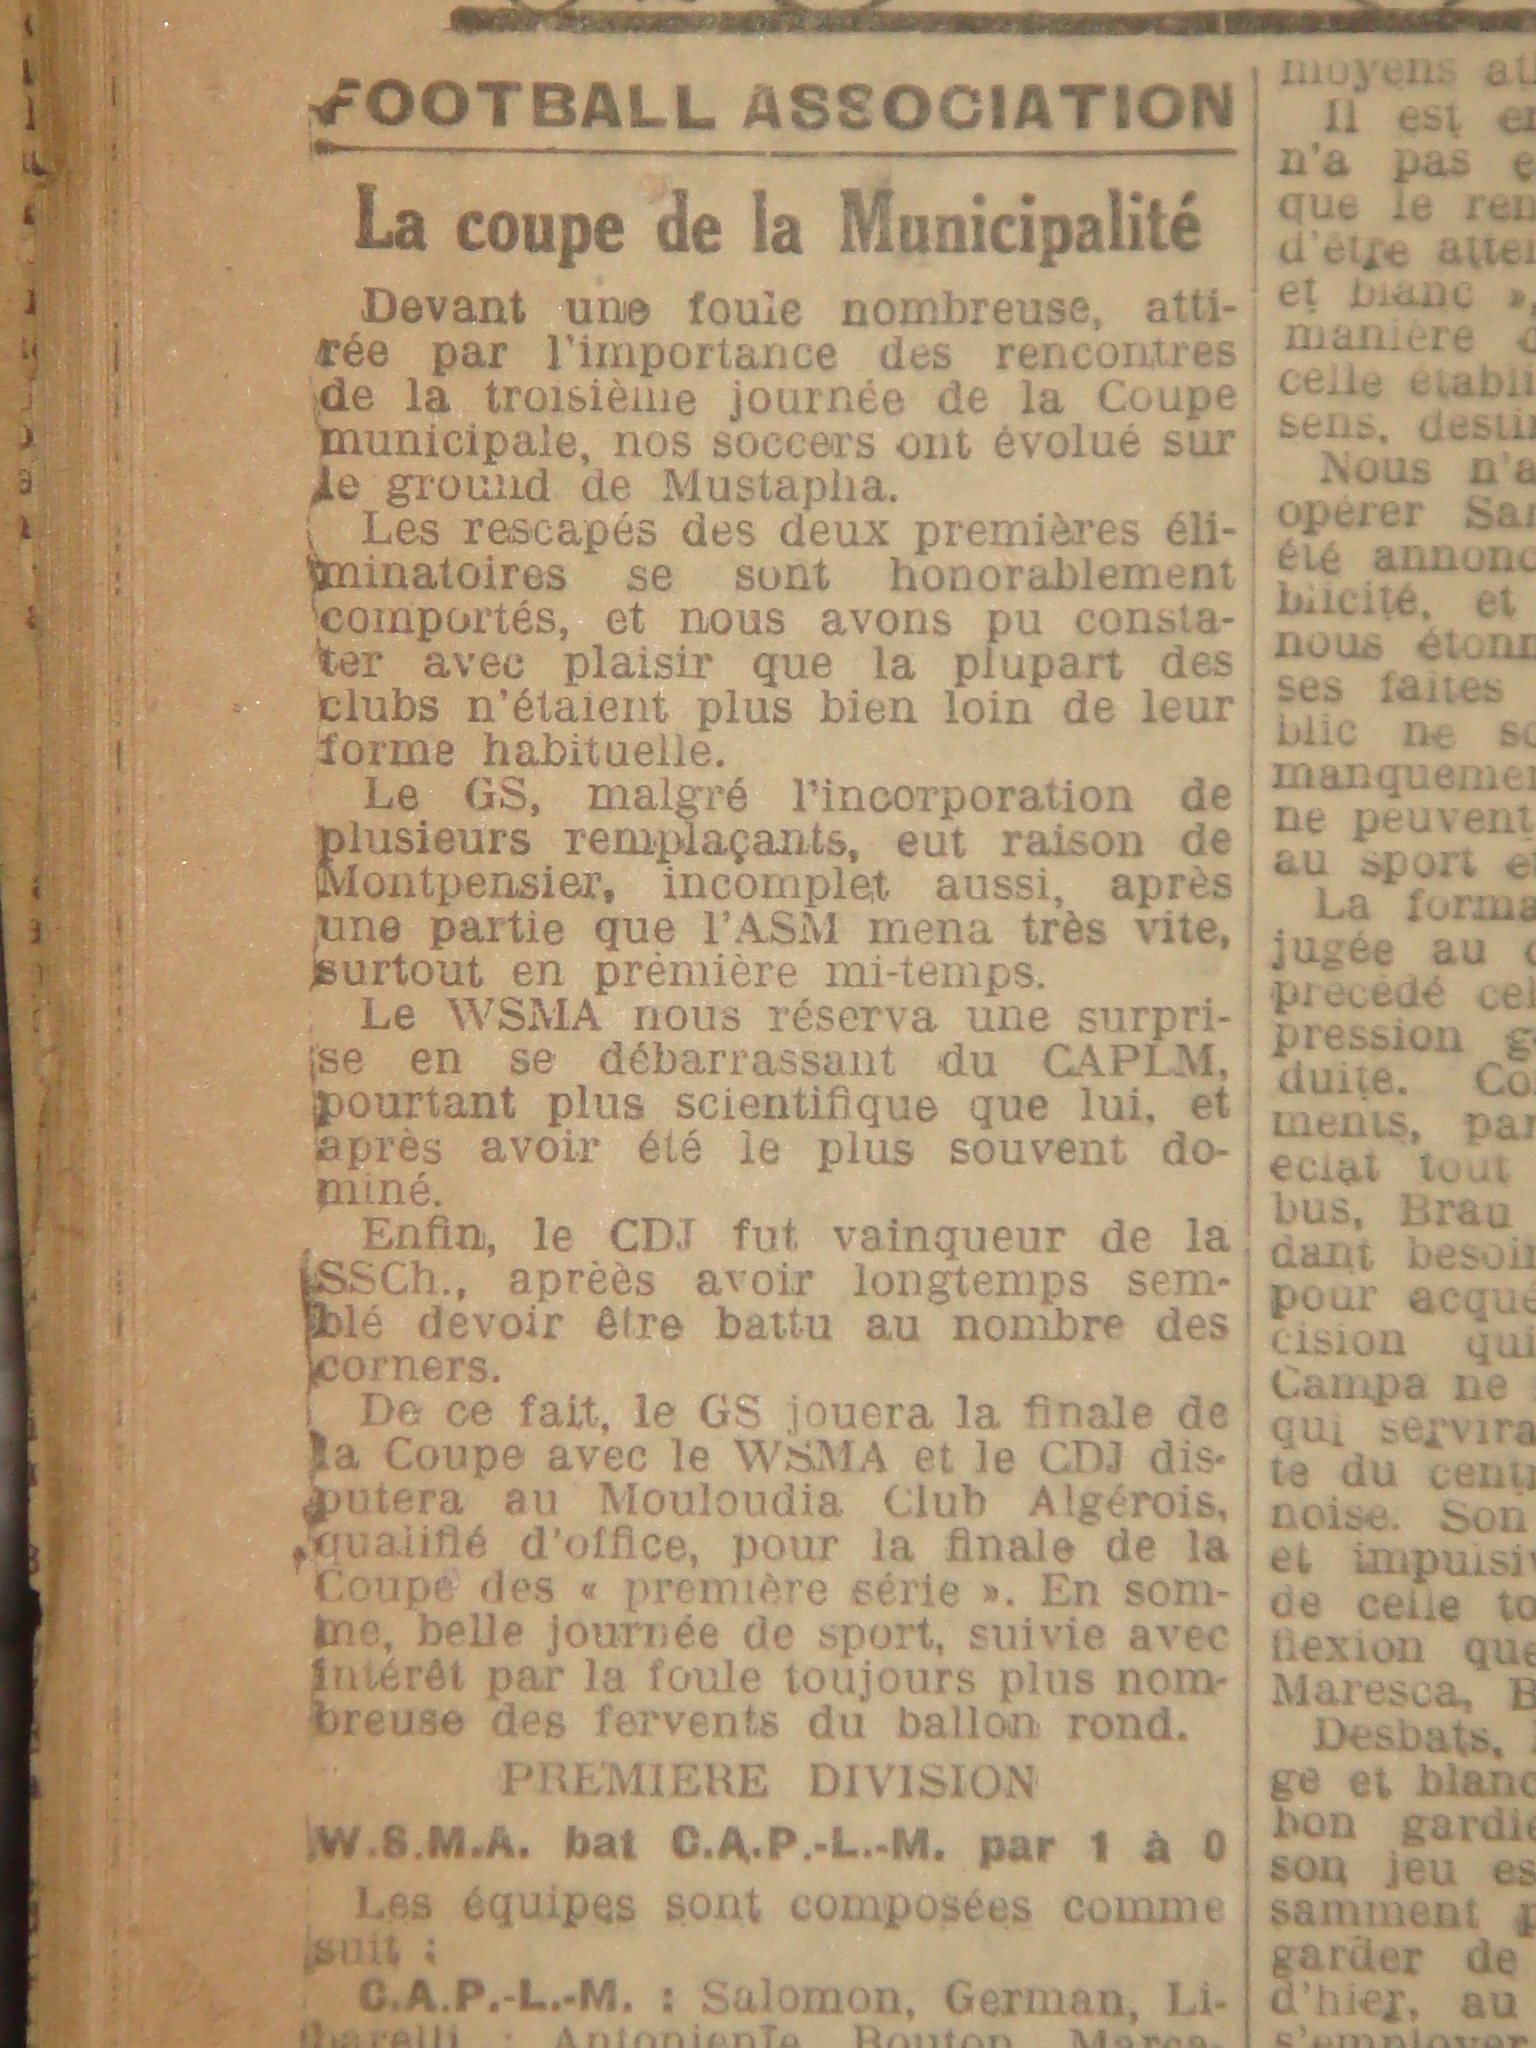 FOOTBALL ASSOCIATION
La coupe de la Municipalité
Devant une foule nombreuse, atti-
rée par l'importance des rencontres
de la troisième journée de la Coupe
municipale, nos soccers ont évolué sur
le ground de Mustapha.
Les rescapés des deux premières éli-
minatoires se sont honorablement
comportés, et nous avons pu consta-
ter avec plaisir que la plupart des
clubs n'étaient plus bien loin de leur
forme habituelle.
Le GS, malgré l'incorporation de
plusieurs remplaçants, eut raison de
Montpensier, incomplet aussi, après
une partie que l'ASM mena très vite,
surtout en première mi-temps.
Le WSMA nous réserva une surpri-
se en se débarrassant du CAPLM,
pourtant plus scientifique que lui, et
après avoir été le plus souvent do-
miné.
Enfin, le CDJ fut vainqueur de la
SSCh., aprèès avoir longtemps sem-
blé devoir être battu au nombre des
corners.
De ce fait, le GS jouera la finale de
la Coupe avec le WSMA et le CDJ dis-
putera au Mouloudia Club Algérois,
qualifié d'office, pour la finale de la
Coupe des « première série ». En som-
me, belle journée de sport, suivie avec
intérêt par la foule toujours plus nom-
breuse des fervents du ballon rond.
PREMIERE DIVISION
W.S.M.A. bat C.A.P.-L.-M. par 1 à 0
Les équipes sont composées comme
suit :
C.A.P.-L.-M. : Salomon, German, Li-
barelli ; Bouton
moyens
Il est
n'a pas
que le
d'être
et blanc »,
manière
celle
sens,
Nous
opérer
été
blicité, et
nous
ses faites
blic ne
ne peuvent
au sport
La
jugée au
précédé
pression
duite.
ments,
éclat tout
bus, Brau
dant
pour
cision
Campa ne
qui
te du
noise. Son
et
de celle
flexion
Maresca,
Desbats,
ge et
bon
son jeu
samment
garder de
d'hier, au
s'employer